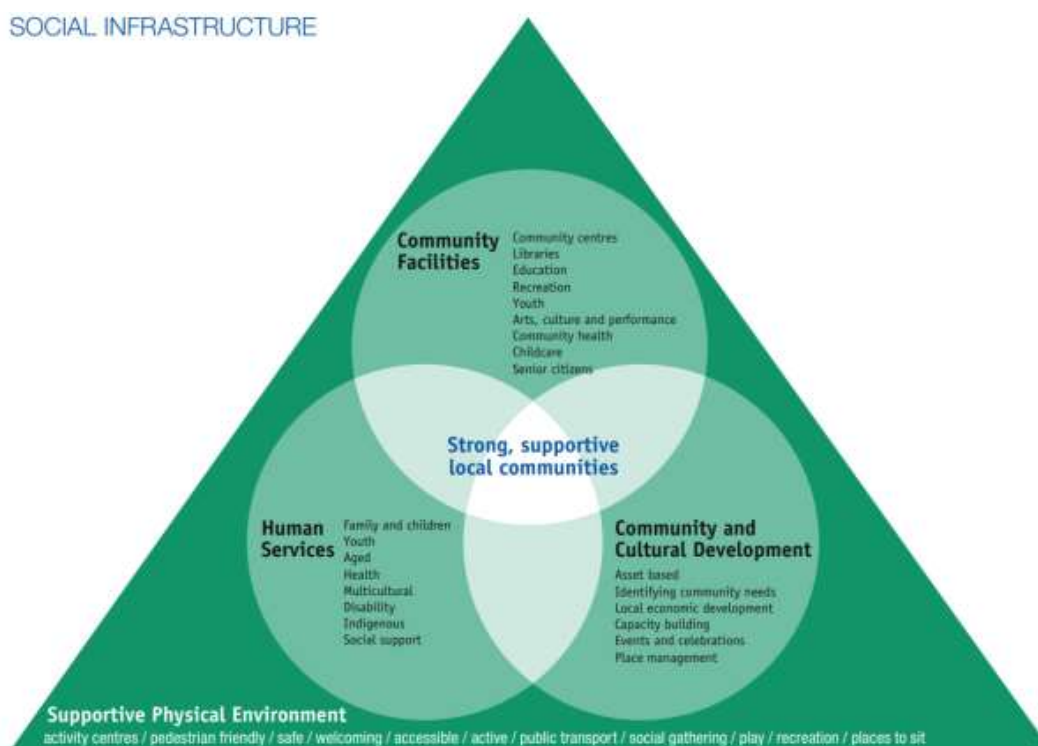 SOCIAL INFRASTRUCTURE
Community
Facilities
Community centres
Libraries
Education
Recreation
Youth
Arts, culture and performance
Community health
Childcare
Senior citizens
Strong, supportive
local communities
Human
Services
Family and children
Youth
Aged
Health
Multicultural
Disability
Indigenous
Social support
Community and
Cultural Development
Asset based
Identifying community needs
Local economic development
Capacity building
Events and celebrations
Place management
Supportive Physical Environment
activity centres / pedestrian friendly / safe / welcoming / accessible / active / public transport / social gathering / play / recreation / places to sit